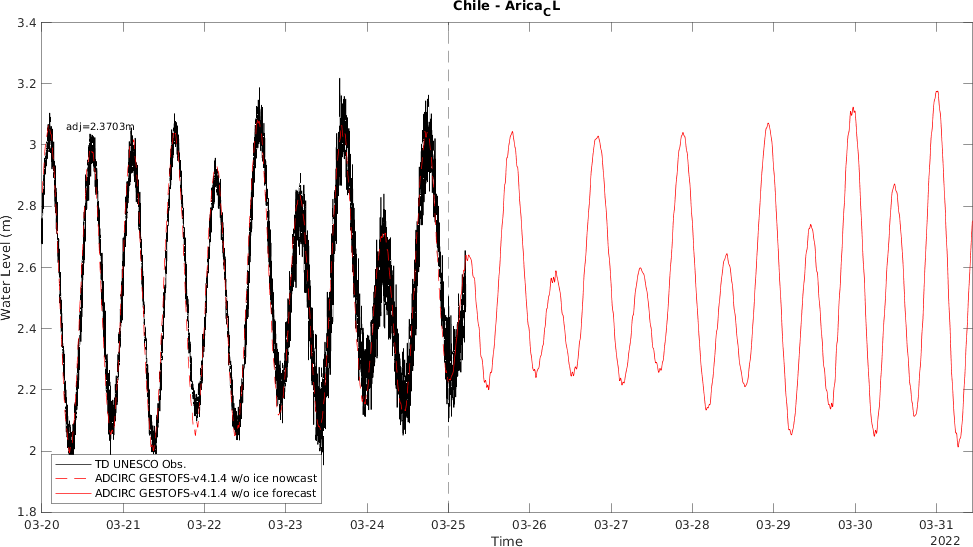 Chile - Arica_CL
3.4
3.2
3
2.8
2.6
2.4
2.2
2
1.8
Water Level (m)
adj=2.3703m
TD UNESCO Obs.
ADCIRC GESTOFS-v4.1.4 w/o ice nowcast
ADCIRC GESTOFS-v4.1.4 w/o ice forecast
03-20 03-21 03-22 03-23 03-24 03-25 03-26 03-27 03-28 03-29 03-30 03-31
Time
2022